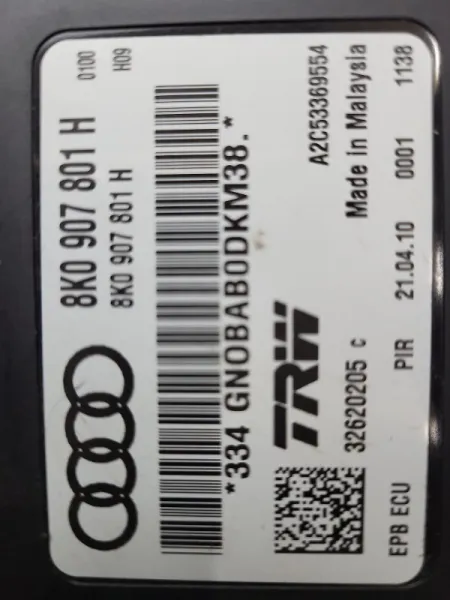 8K0 907 801 H 0100
8K0 907 801 H H09
*334 GNOBAB0DKM38.*
A2C53369554
TRW
32620205 c Made in Malaysia
EPB ECU PIR 21.04.10 0001 1138